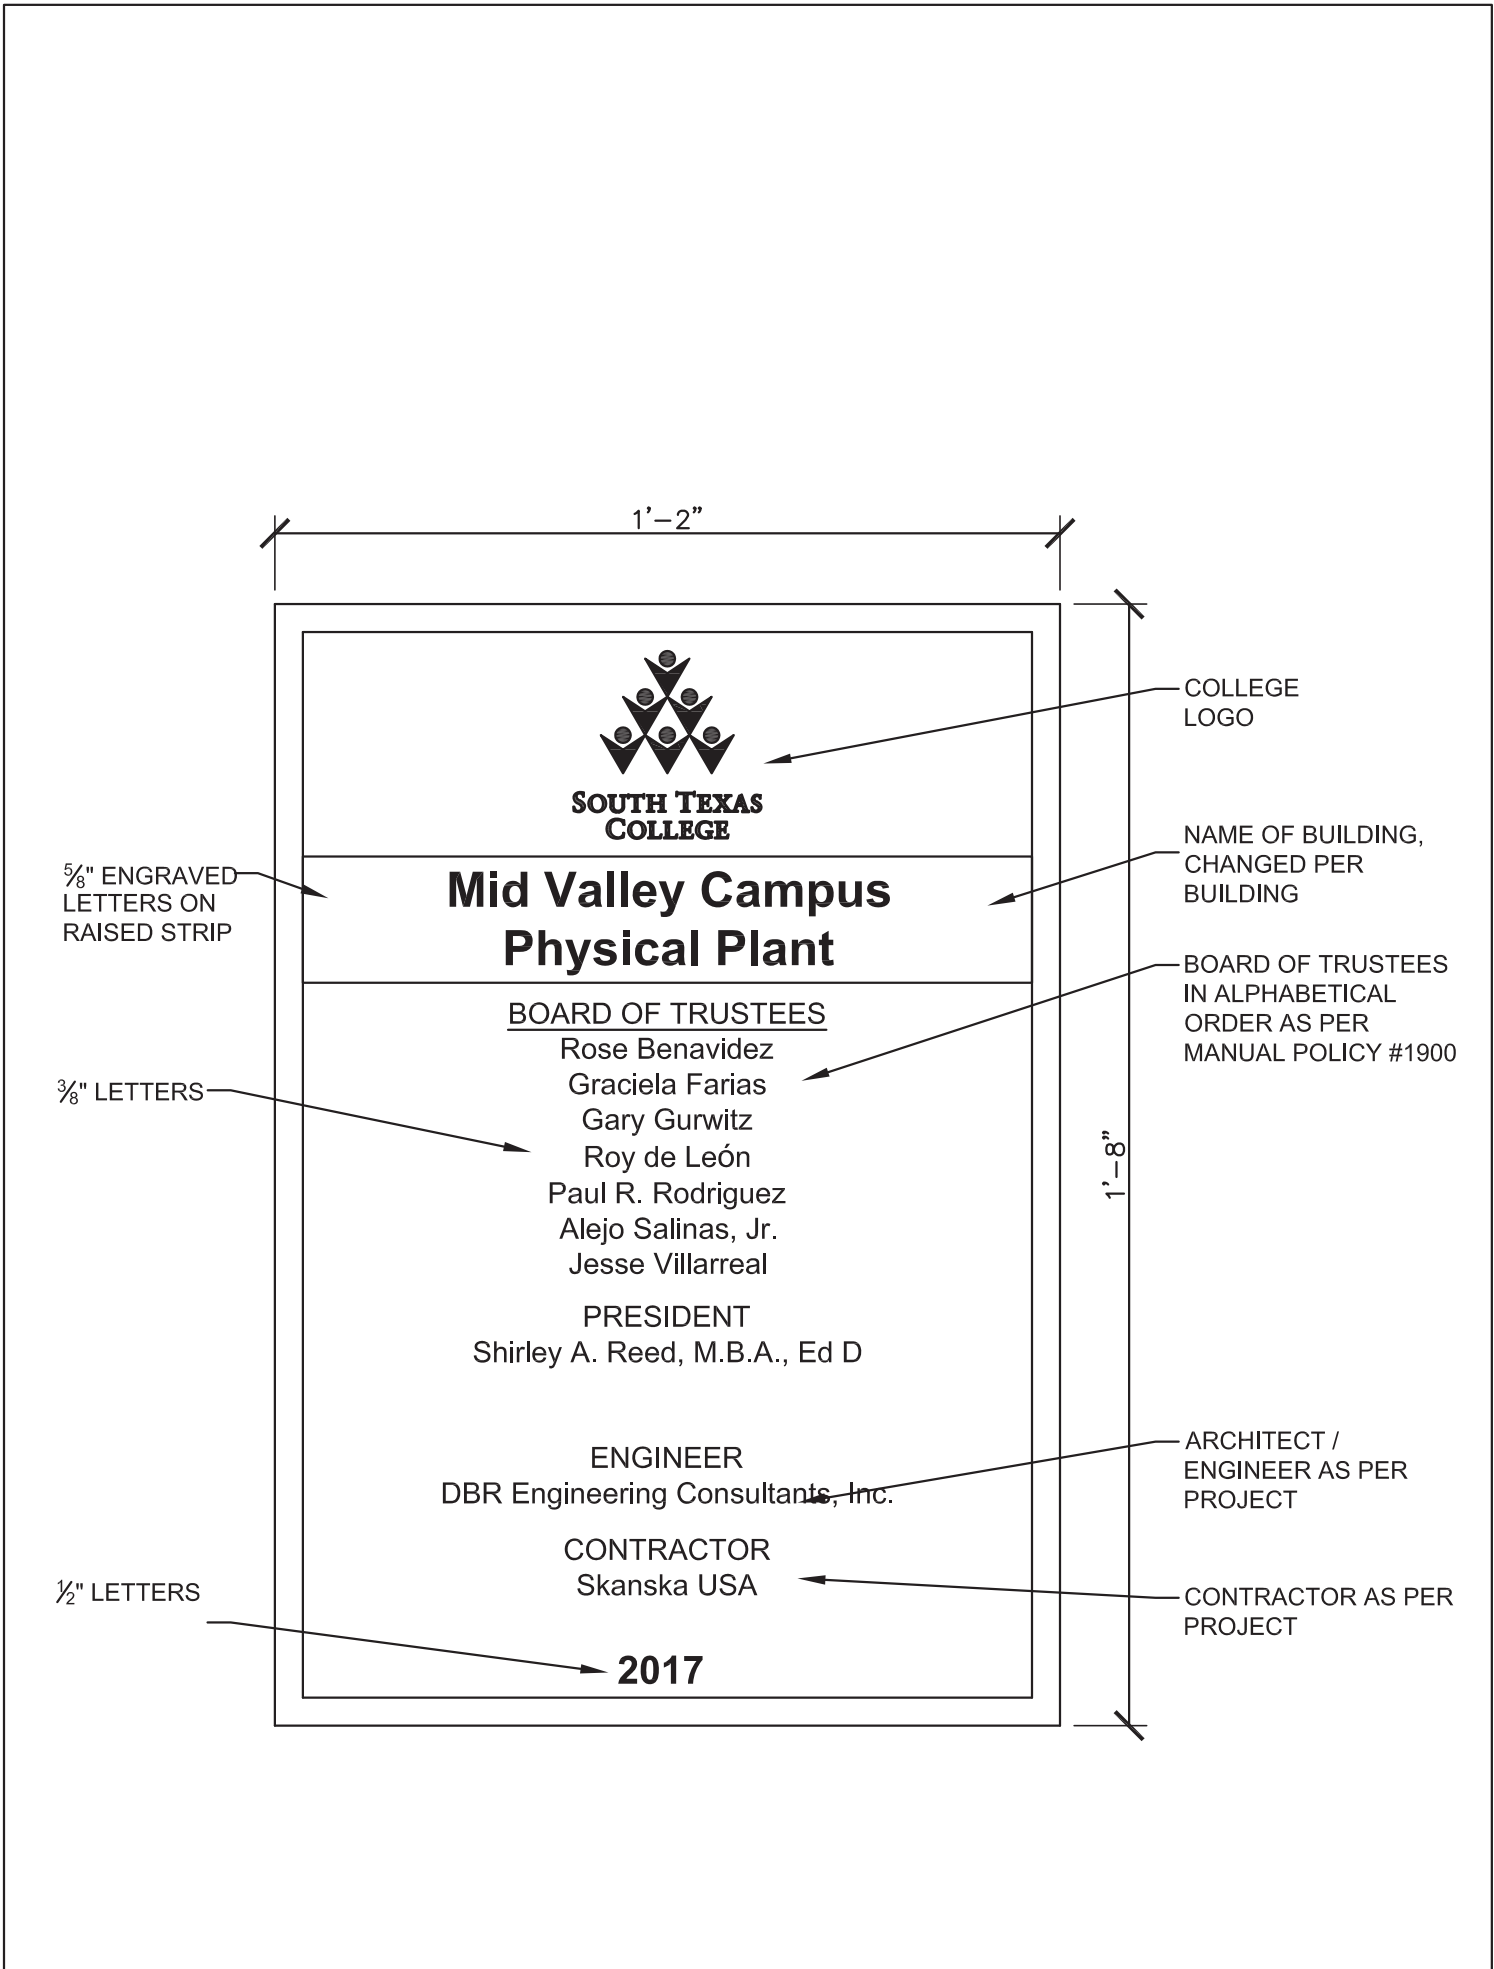 1’–2”
SOUTH TEXAS
COLLEGE
COLLEGE
LOGO
Mid Valley Campus
Physical Plant
5⁄8" ENGRAVED
LETTERS ON
RAISED STRIP
NAME OF BUILDING,
CHANGED PER
BUILDING
BOARD OF TRUSTEES
Rose Benavidez
Graciela Farias
Gary Gurwitz
Roy de León
Paul R. Rodriguez
Alejo Salinas, Jr.
Jesse Villarreal
BOARD OF TRUSTEES
IN ALPHABETICAL
ORDER AS PER
MANUAL POLICY #1900
3⁄8" LETTERS
1’–8”
PRESIDENT
Shirley A. Reed, M.B.A., Ed D
ENGINEER
DBR Engineering Consultants, Inc.
ARCHITECT /
ENGINEER AS PER
PROJECT
CONTRACTOR
Skanska USA
CONTRACTOR AS PER
PROJECT
1⁄2" LETTERS
2017